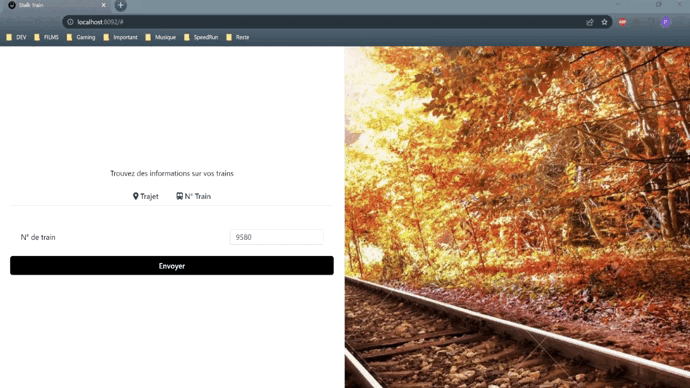 Stalk Train
localhost:8092/#
DEV FILMS Gaming Important Musique SpeedRun Reste
Trouvez des informations sur vos trains
Trajet N° Train
N° de train 9580
Envoyer